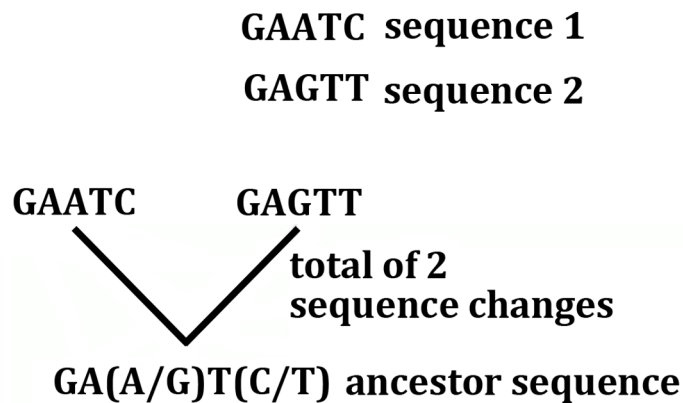 GAATC sequence 1
GAGTT sequence 2
GAATC GAGTT
total of 2
sequence changes
GA(A/G)T(C/T) ancestor sequence